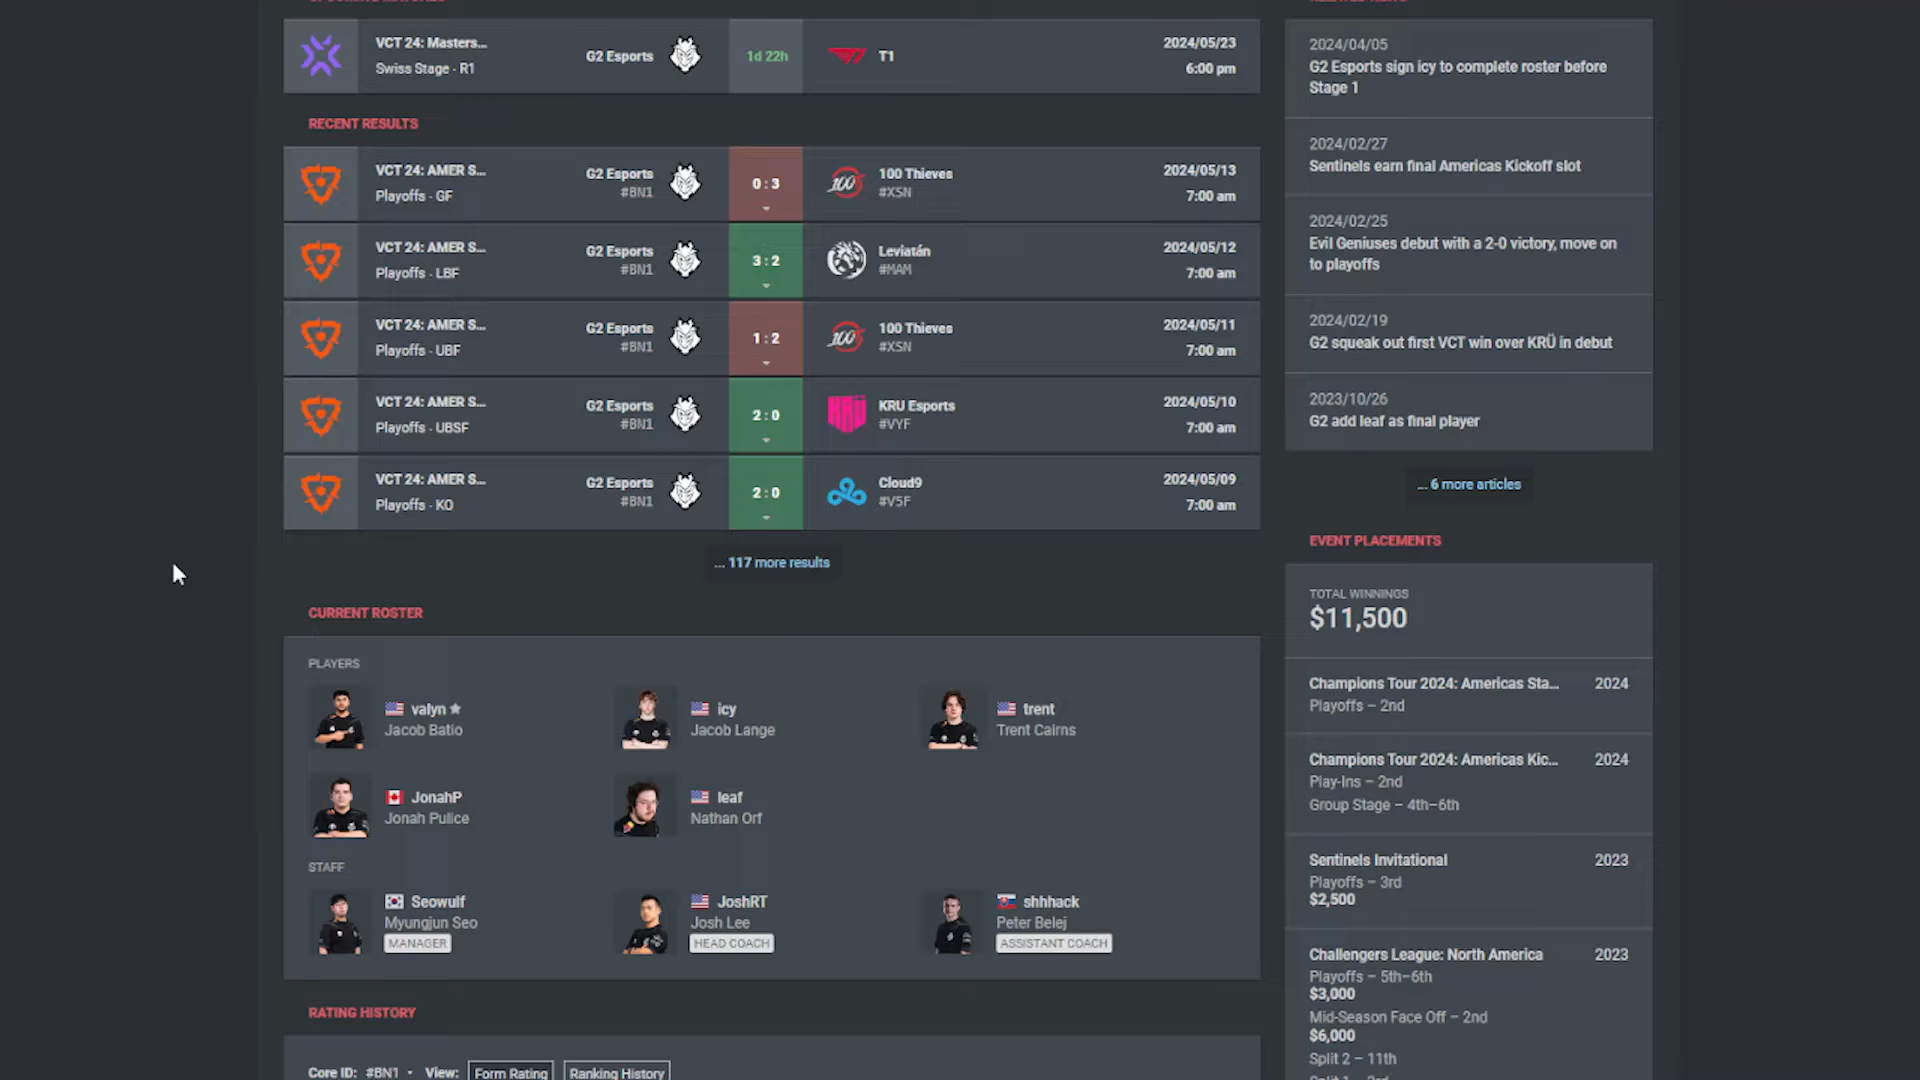 VCT 24: Masters...
Swiss Stage - R1
G2 Esports
1d 22h
T1
2024/05/23
6:00 pm
RECENT RESULTS
VCT 24: AMER S...
Playoffs - GF
G2 Esports
#BN1
0 : 3
100 Thieves
#XSN
2024/05/13
7:00 am
VCT 24: AMER S...
Playoffs - LBF
G2 Esports
#BN1
3 : 2
Leviatán
#MAM
2024/05/12
7:00 am
VCT 24: AMER S...
Playoffs - UBF
G2 Esports
#BN1
1 : 2
100 Thieves
#XSN
2024/05/11
7:00 am
VCT 24: AMER S...
Playoffs - UBSF
G2 Esports
#BN1
2 : 0
KRÜ
KRU Esports
#VYF
2024/05/10
7:00 am
VCT 24: AMER S...
Playoffs - KO
G2 Esports
#BN1
2 : 0
Cloud9
#V5F
2024/05/09
7:00 am
... 117 more results
CURRENT ROSTER
PLAYERS
valyn
Jacob Batio
icy
Jacob Lange
trent
Trent Cairns
JonahP
Jonah Pulice
leaf
Nathan Orf
STAFF
Seowulf
Myungjun Seo
MANAGER
JoshRT
Josh Lee
HEAD COACH
shhhack
Peter Belej
ASSISTANT COACH
RATING HISTORY
Core ID: #BN1 View: Form Rating Ranking History
2024/04/05
G2 Esports sign icy to complete roster before
Stage 1
2024/02/27
Sentinels earn final Americas Kickoff slot
2024/02/25
Evil Geniuses debut with a 2-0 victory, move on
to playoffs
2024/02/19
G2 squeak out first VCT win over KRÜ in debut
2023/10/26
G2 add leaf as final player
... 6 more articles
EVENT PLACEMENTS
TOTAL WINNINGS
$11,500
Champions Tour 2024: Americas Sta... 2024
Playoffs – 2nd
Champions Tour 2024: Americas Kic... 2024
Play-Ins – 2nd
Group Stage – 4th–6th
Sentinels Invitational 2023
Playoffs – 3rd
$2,500
Challengers League: North America 2023
Playoffs – 5th–6th
$3,000
Mid-Season Face Off – 2nd
$6,000
Split 2 – 11th